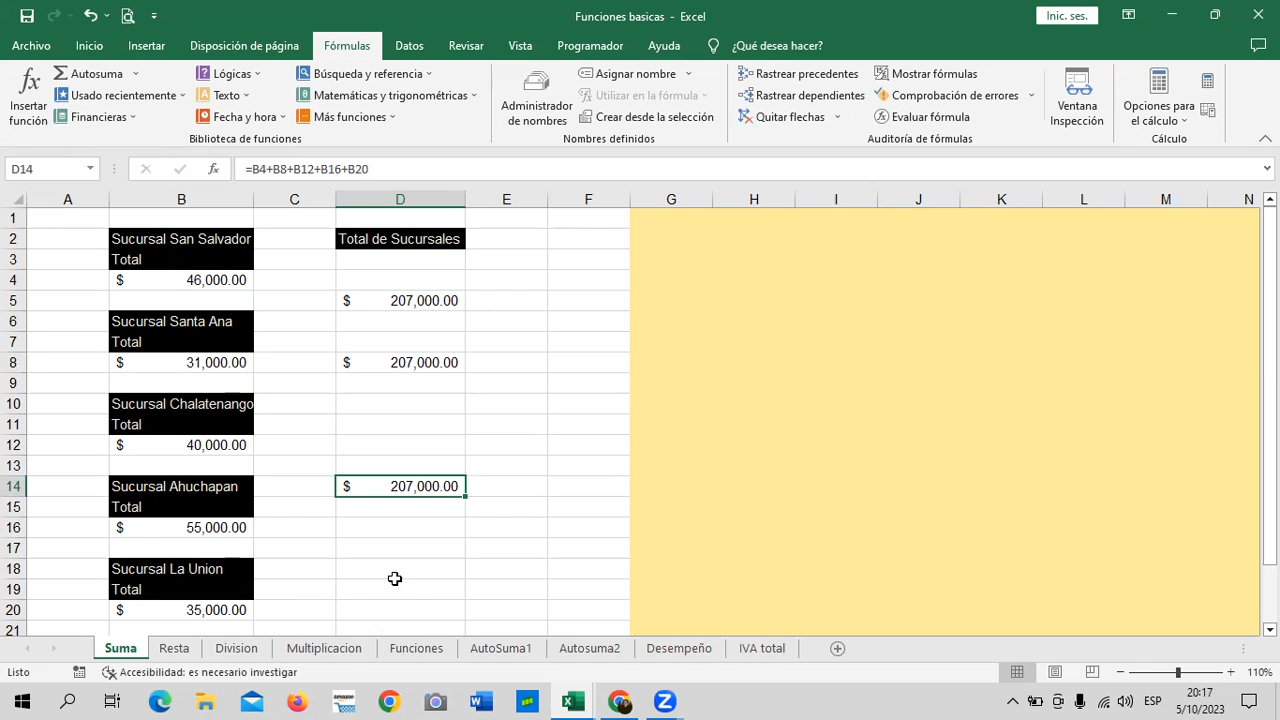 Funciones basicas - Excel
Inic. ses.
Archivo Inicio Insertar Disposición de página Fórmulas Datos Revisar Vista Programador Ayuda ¿Qué desea hacer?
Insertar función
Autosuma
Usado recientemente
Financieras
Lógicas
Texto
Fecha y hora
Búsqueda y referencia
Matemáticas y trigonométricas
Más funciones
Biblioteca de funciones
Administrador de nombres
Asignar nombre
Utilizar en la fórmula
Crear desde la selección
Nombres definidos
Rastrear precedentes
Rastrear dependientes
Quitar flechas
Mostrar fórmulas
Comprobación de errores
Evaluar fórmula
Auditoría de fórmulas
Ventana Inspección
Opciones para el cálculo
Cálculo
D14 fx =B4+B8+B12+B16+B20
A B C D E F G H I J K L M N
1
2 Sucursal San Salvador Total de Sucursales
3 Total
4 $ 46,000.00
5 $ 207,000.00
6 Sucursal Santa Ana
7 Total
8 $ 31,000.00 $ 207,000.00
9
10 Sucursal Chalatenango
11 Total
12 $ 40,000.00
13
14 Sucursal Ahuchapan $ 207,000.00
15 Total
16 $ 55,000.00
17
18 Sucursal La Union
19 Total
20 $ 35,000.00
21
Suma Resta Division Multiplicacion Funciones AutoSuma1 Autosuma2 Desempeño IVA total
Listo Accesibilidad: es necesario investigar 110%
ESP 20:17
5/10/2023